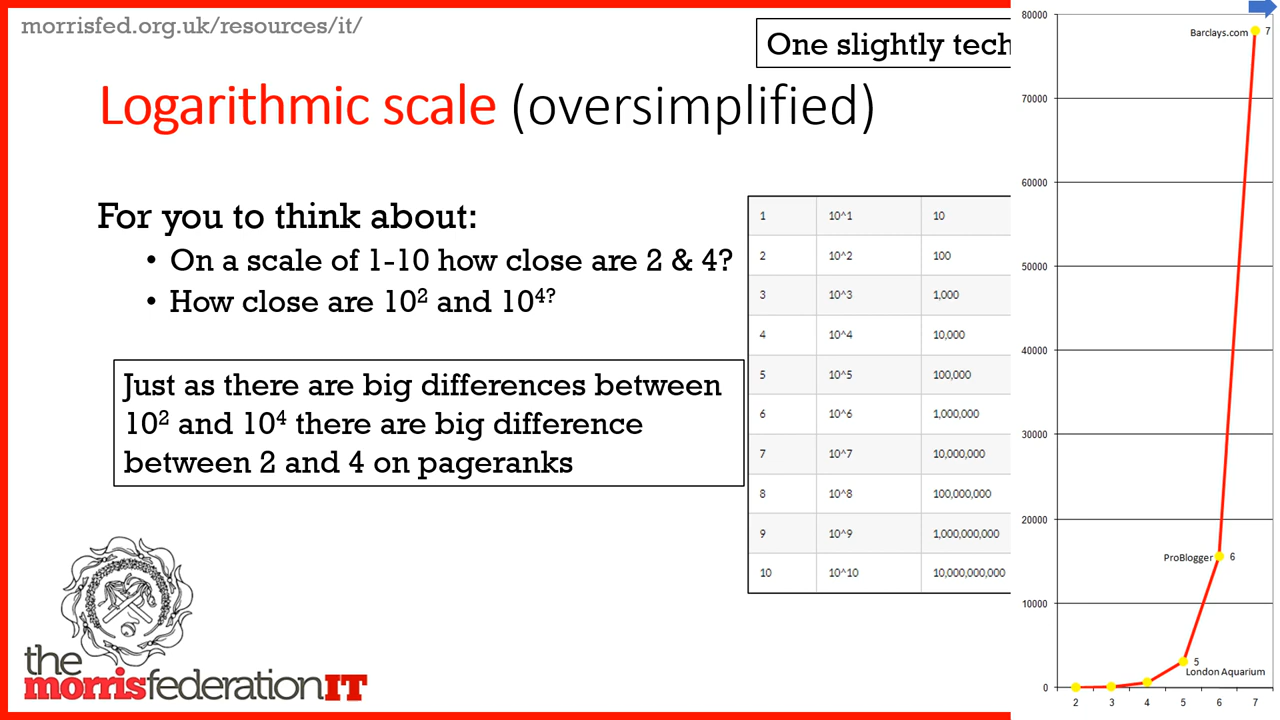 morrisfed.org.uk/resources/it/
One slightly tech
Logarithmic scale (oversimplified)
For you to think about:
• On a scale of 1-10 how close are 2 & 4?
• How close are 10² and 10⁴?
Just as there are big differences between
10² and 10⁴ there are big difference
between 2 and 4 on pageranks
1 10^1 10
2 10^2 100
3 10^3 1,000
4 10^4 10,000
5 10^5 100,000
6 10^6 1,000,000
7 10^7 10,000,000
8 10^8 100,000,000
9 10^9 1,000,000,000
10 10^10 10,000,000,000
the
morrisfederationIT
80000
Barclays.com 7
70000
60000
50000
40000
30000
20000
ProBlogger 6
10000
5
London Aquarium
0
2 3 4 5 6 7